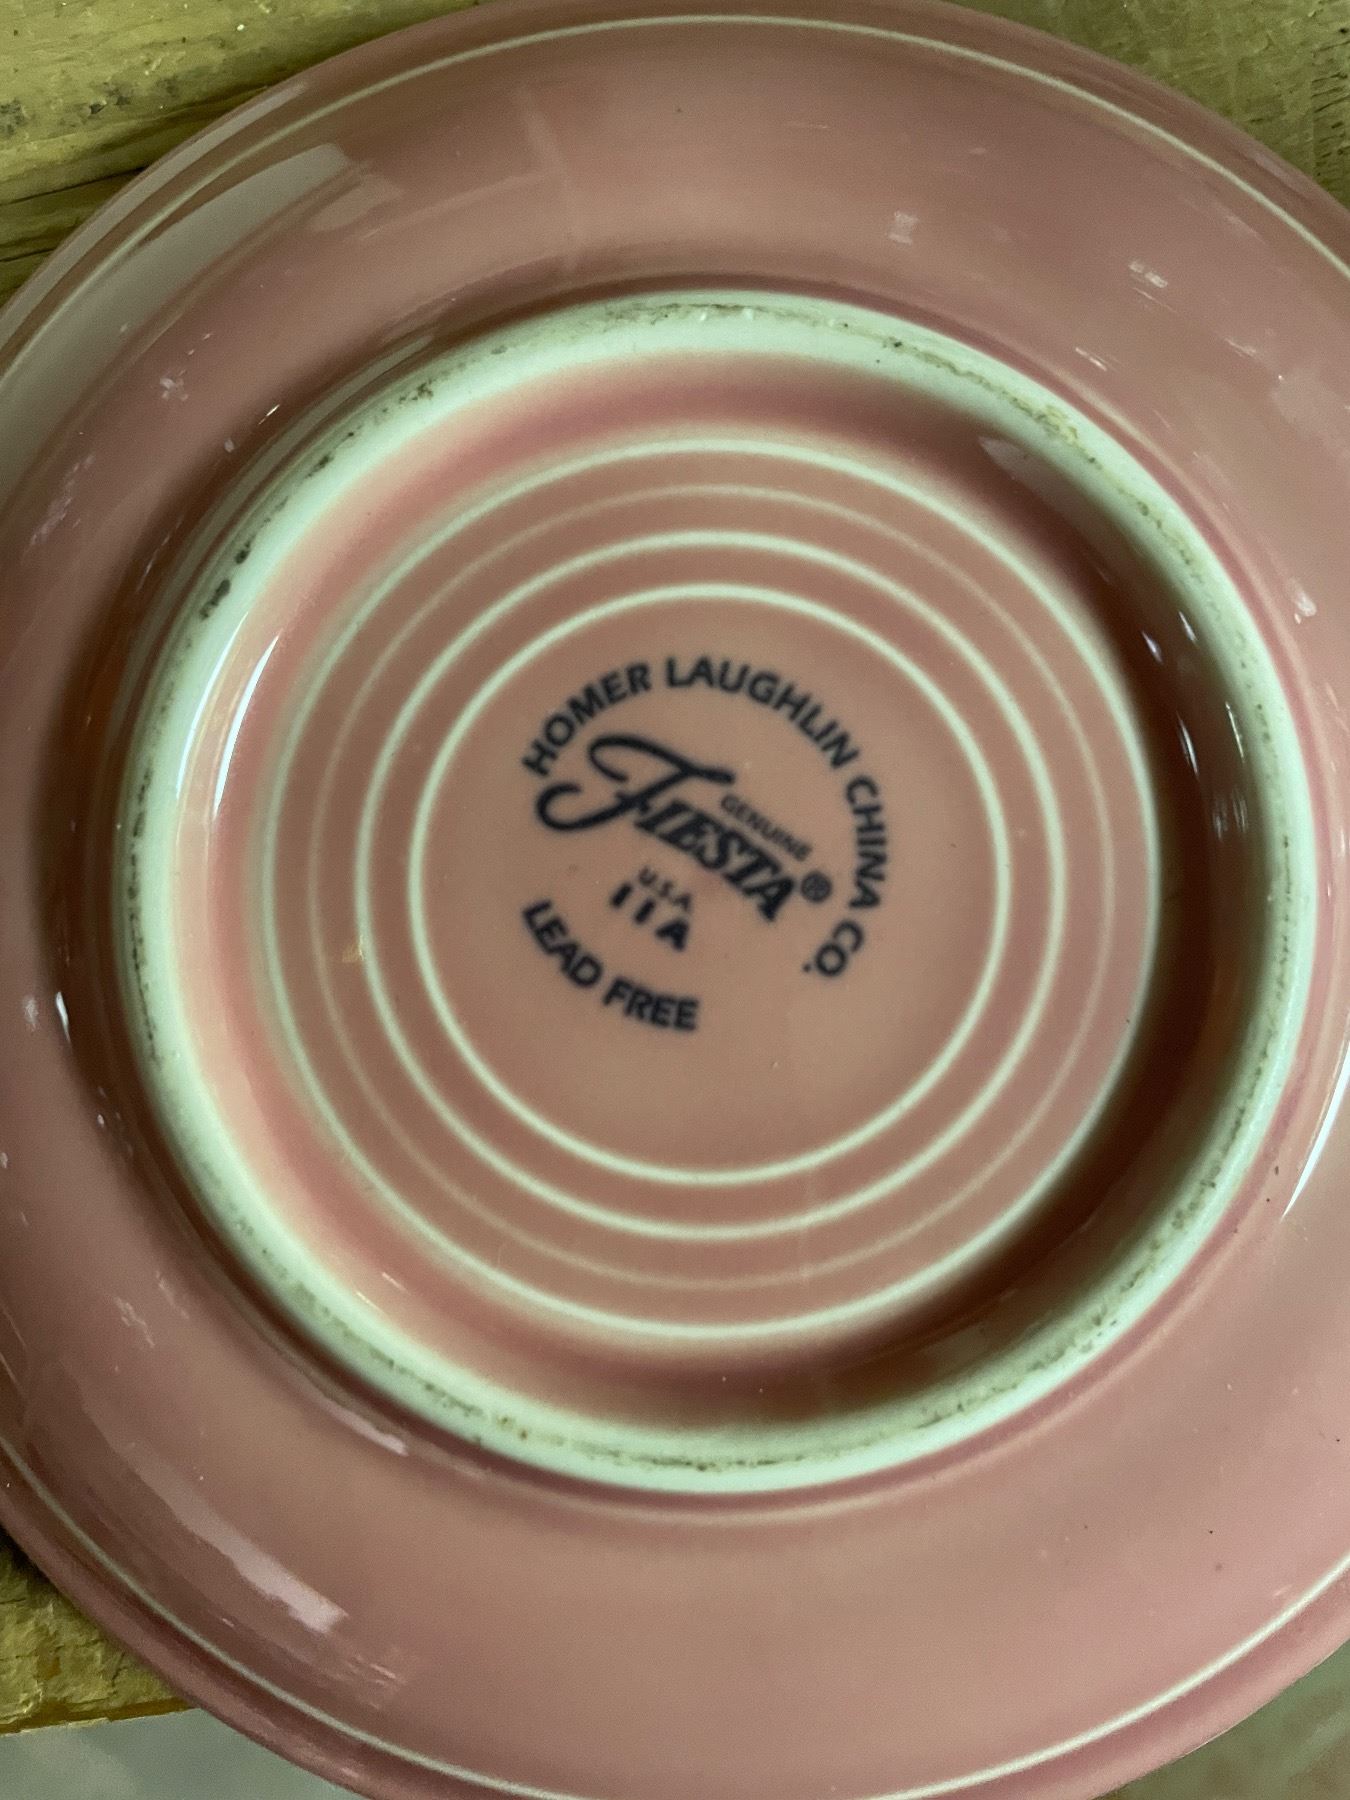 HOMER LAUGHLIN CHINA CO.
GENUINE
FIESTA®
U.S.A.
11A
LEAD FREE